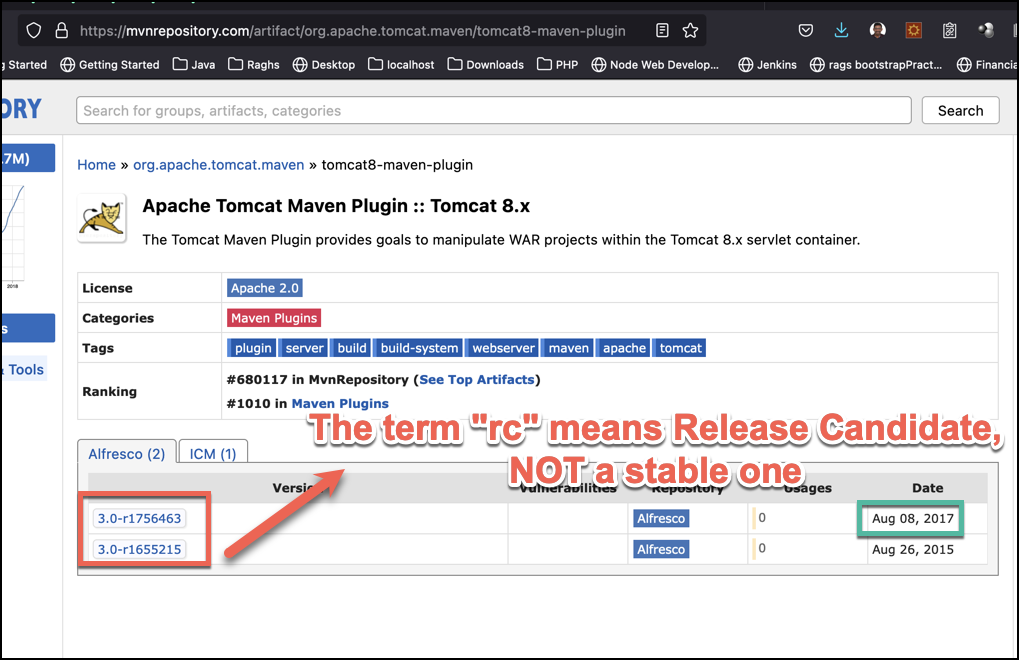 https://mvnrepository.com/artifact/org.apache.tomcat.maven/tomcat8-maven-plugin
g Started Getting Started Java Raghs Desktop localhost Downloads PHP Node Web Develop... Jenkins rags bootstrapPract... Financia
ORY Search for groups, artifacts, categories Search
.7M)
Home » org.apache.tomcat.maven » tomcat8-maven-plugin
Apache Tomcat Maven Plugin :: Tomcat 8.x
The Tomcat Maven Plugin provides goals to manipulate WAR projects within the Tomcat 8.x servlet container.
2018
License Apache 2.0
Categories Maven Plugins
s
Tags plugin server build build-system webserver maven apache tomcat
& Tools
Ranking
#680117 in MvnRepository (See Top Artifacts)
#1010 in Maven Plugins
The term "rc" means Release Candidate,
NOT a stable one
Alfresco (2) ICM (1)
Versio Vulnerabilities Repository Usages Date
3.0-r1756463 Alfresco 0 Aug 08, 2017
3.0-r1655215 Alfresco 0 Aug 26, 2015